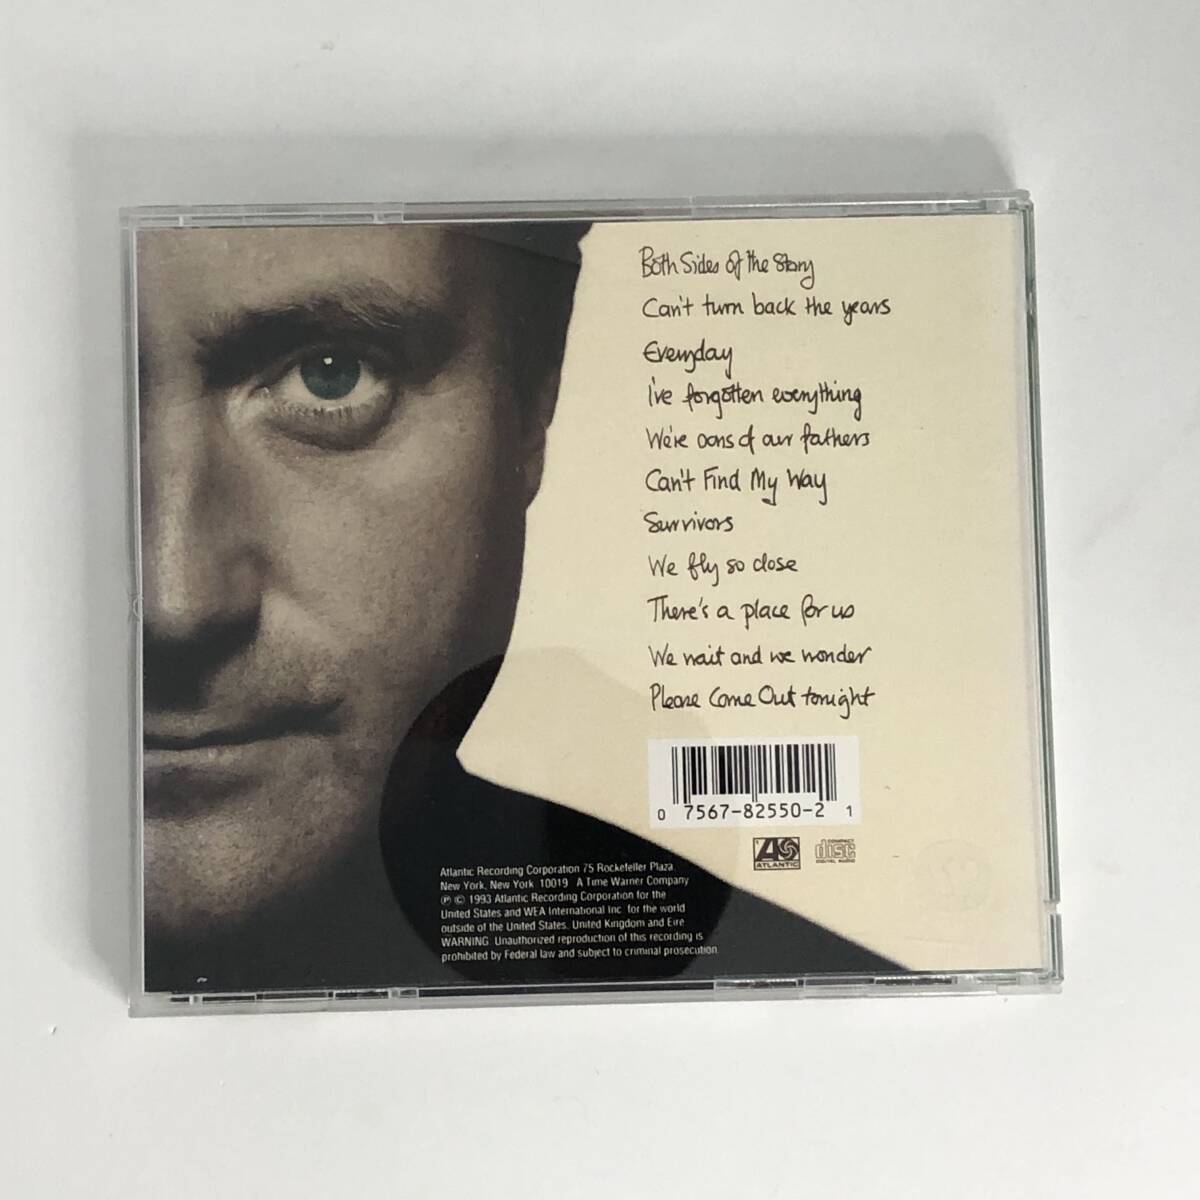 Both Sides of the Story
Can't turn back the years
Everyday
I've forgotten everything
We're sons of our fathers
Can't Find My Way
Survivors
We fly so close
There's a place for us
We wait and we wonder
Please Come Out tonight
0 7567-82550-2 1
ATLANTIC
COMPACT
disc
DIGITAL AUDIO
Atlantic Recording Corporation 75 Rockefeller Plaza,
New York, New York 10019 A Time Warner Company
℗ © 1993 Atlantic Recording Corporation for the
United States and WEA International Inc. for the world
outside of the United States. United Kingdom and Eire
WARNING: Unauthorized reproduction of this recording is
prohibited by Federal law and subject to criminal prosecution.